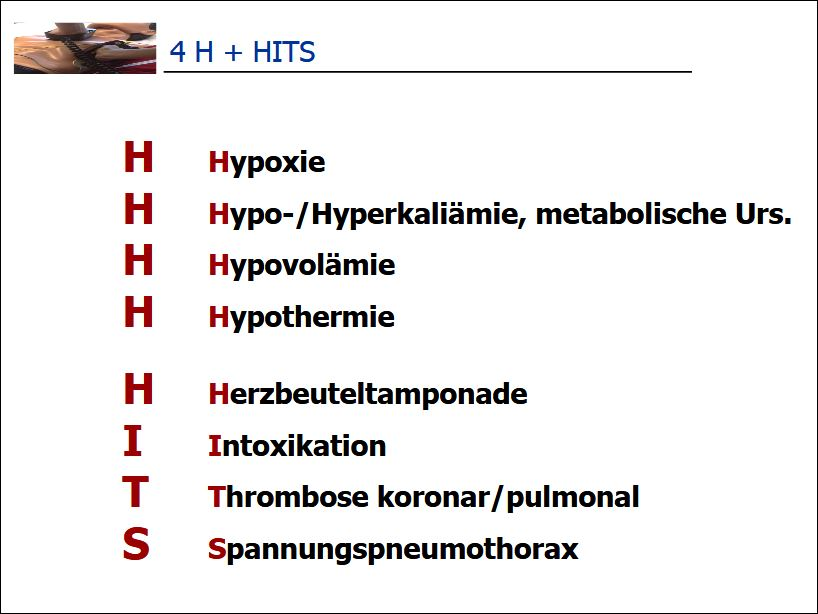 4 H + HITS
H Hypoxie
H Hypo-/Hyperkaliämie, metabolische Urs.
H Hypovolämie
H Hypothermie
H Herzbeuteltamponade
I Intoxikation
T Thrombose koronar/pulmonal
S Spannungspneumothorax